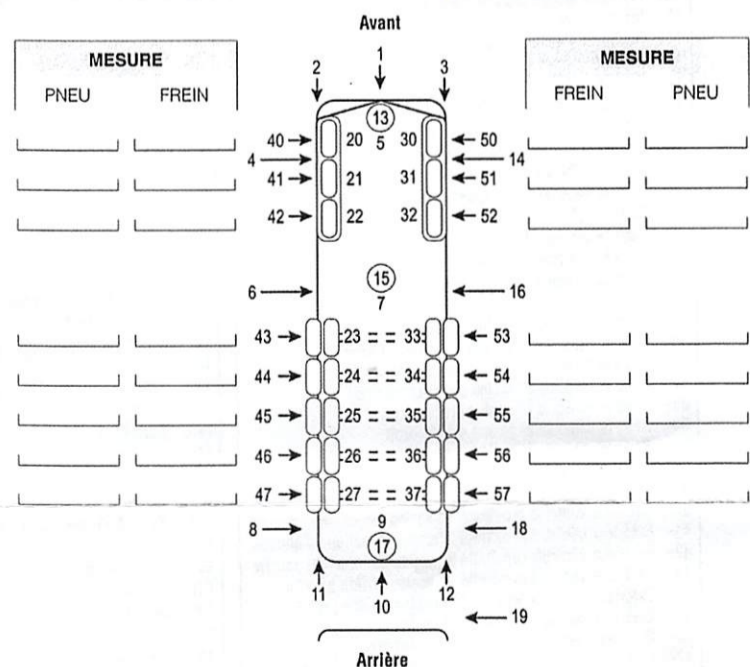 Avant
MESURE
PNEU FREIN
MESURE
FREIN PNEU
2 1 3
13
40 20 5 30 50
4 14
41 21 31 51
42 22 32 52
15
6 7 16
43 23 33 53
44 24 34 54
45 25 35 55
46 26 36 56
47 27 37 57
8 9 18
17
11 10 12
19
Arrière